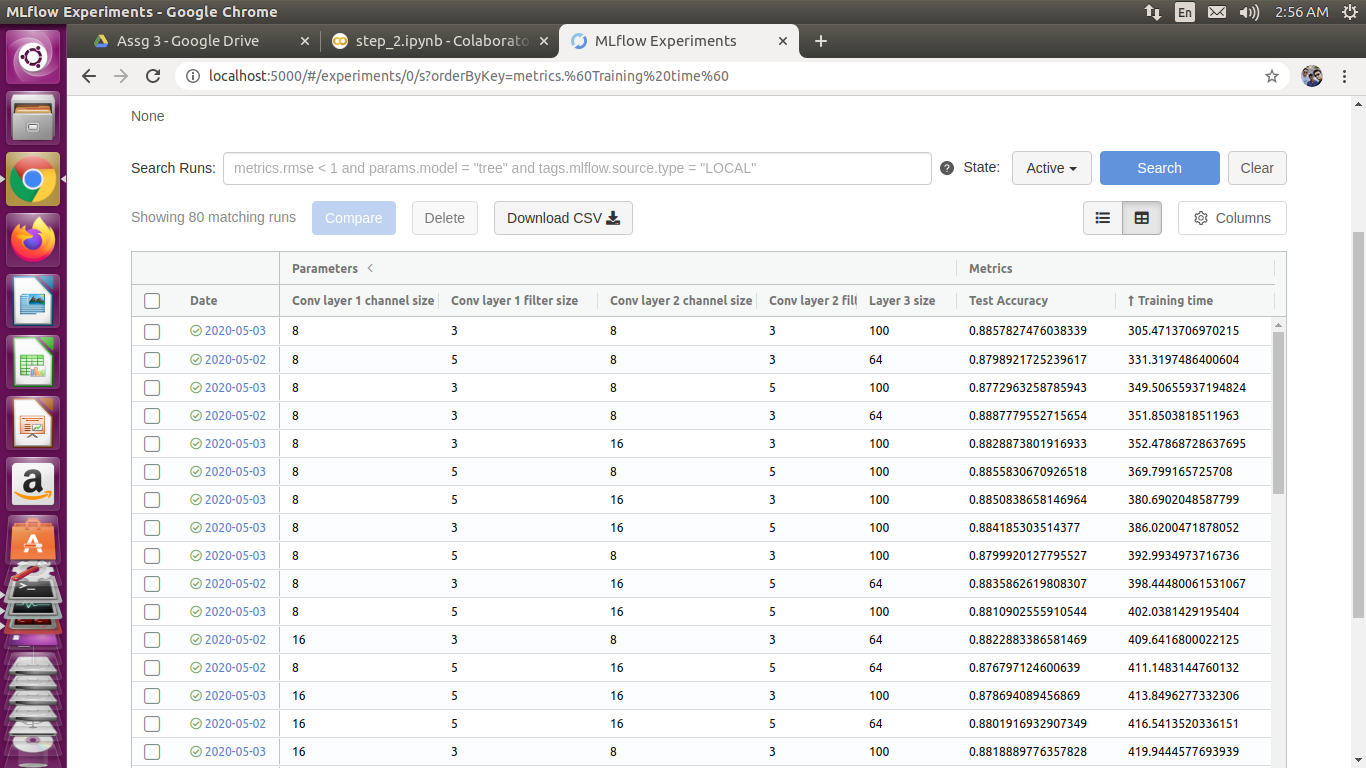 MLflow Experiments - Google Chrome En 2:56 AM
Assg 3 - Google Drive step_2.ipynb - Colaborato MLflow Experiments
localhost:5000/#/experiments/0/s?orderByKey=metrics.%60Training%20time%60
None
Search Runs: metrics.rmse < 1 and params.model = "tree" and tags.mlflow.source.type = "LOCAL" ? State: Active Search Clear
Showing 80 matching runs Compare Delete Download CSV Columns
Parameters < Metrics
Date Conv layer 1 channel size Conv layer 1 filter size Conv layer 2 channel size Conv layer 2 filt Layer 3 size Test Accuracy ↑ Training time
2020-05-03 8 3 8 3 100 0.8857827476038339 305.4713706970215
2020-05-02 8 5 8 3 64 0.8798921725239617 331.3197486400604
2020-05-03 8 3 8 5 100 0.8772963258785943 349.50655937194824
2020-05-02 8 3 8 3 64 0.8887779552715654 351.8503818511963
2020-05-03 8 3 16 3 100 0.8828873801916933 352.47868728637695
2020-05-03 8 5 8 5 100 0.8855830670926518 369.799165725708
2020-05-03 8 5 16 3 100 0.8850838658146964 380.6902048587799
2020-05-03 8 3 16 5 100 0.884185303514377 386.0200471878052
2020-05-03 8 5 8 3 100 0.8799920127795527 392.9934973716736
2020-05-02 8 3 16 5 64 0.8835862619808307 398.44480061531067
2020-05-03 8 5 16 5 100 0.8810902555910544 402.0381429195404
2020-05-02 16 3 8 3 64 0.8822883386581469 409.6416800022125
2020-05-02 8 5 16 5 64 0.876797124600639 411.1483144760132
2020-05-03 16 5 16 3 100 0.878694089456869 413.8496277332306
2020-05-02 16 5 16 5 64 0.8801916932907349 416.5413520336151
2020-05-03 16 3 8 3 100 0.8818889776357828 419.9444577693939